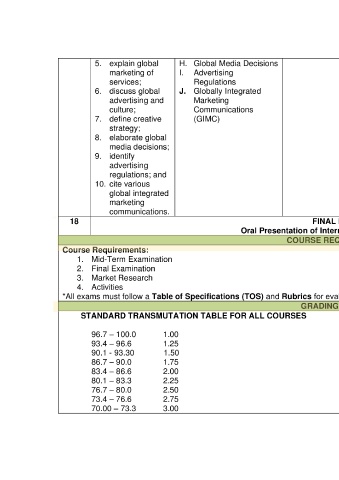 5. explain global
marketing of
services;
6. discuss global
advertising and
culture;
7. define creative
strategy;
8. elaborate global
media decisions;
9. identify
advertising
regulations; and
10. cite various
global integrated
marketing
communications.
H. Global Media Decisions
I. Advertising
Regulations
J. Globally Integrated
Marketing
Communications
(GIMC)
18
FINAL
Oral Presentation of
COURSE
Course Requirements:
1. Mid-Term Examination
2. Final Examination
3. Market Research
4. Activities
*All exams must follow a Table of Specifications (TOS) and Rubrics for
GRADING
STANDARD TRANSMUTATION TABLE FOR ALL COURSES
96.7 – 100.0 1.00
93.4 – 96.6 1.25
90.1 - 93.30 1.50
86.7 – 90.0 1.75
83.4 – 86.6 2.00
80.1 – 83.3 2.25
76.7 – 80.0 2.50
73.4 – 76.6 2.75
70.00 – 73.3 3.00